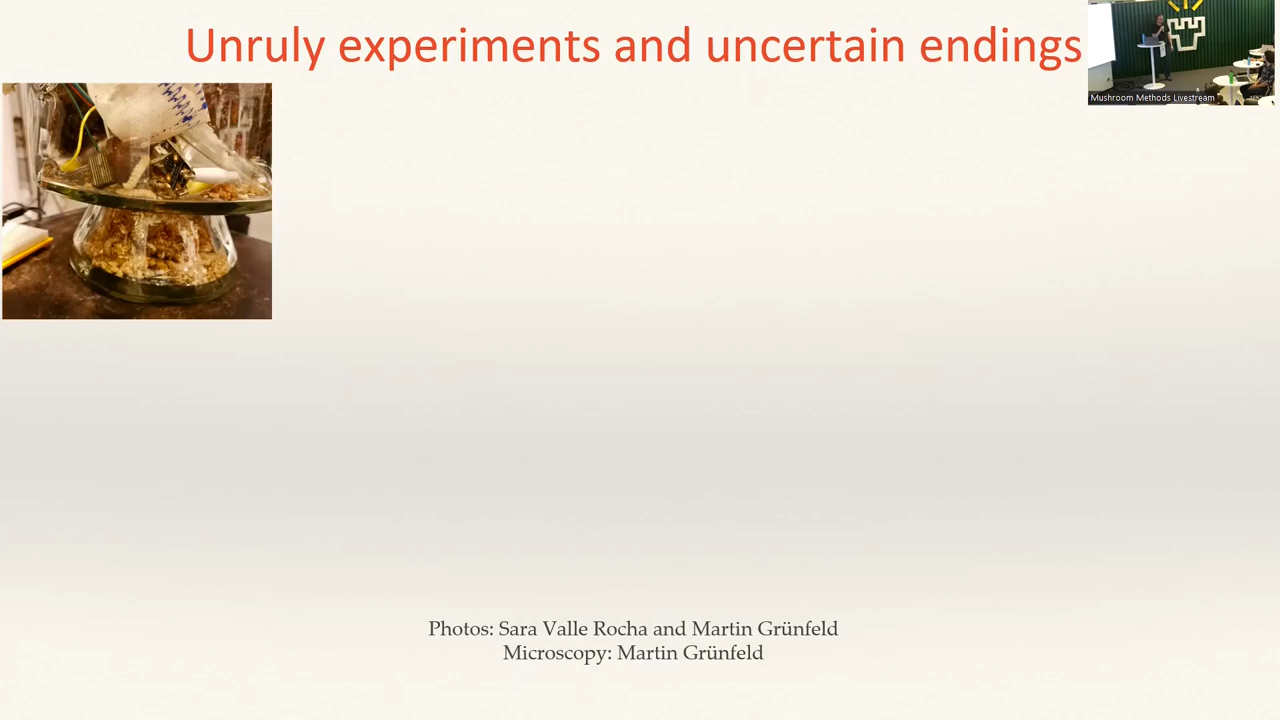 Unruly experiments and uncertain endings
Mushroom Methods Livestream
Photos: Sara Valle Rocha and Martin Grünfeld
Microscopy: Martin Grünfeld